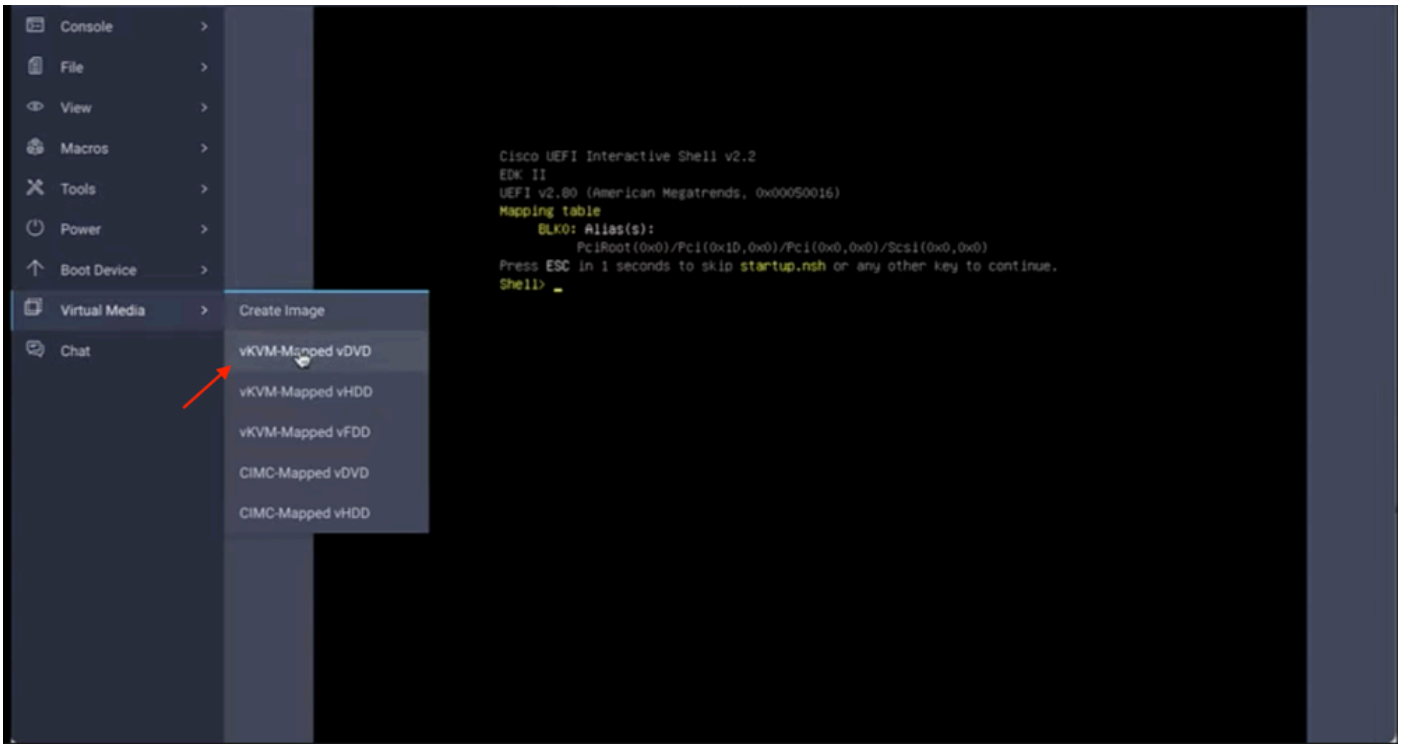 Console
File
View
Macros
Tools
Power
Boot Device
Virtual Media
Chat
Create Image
vKVM-Mapped vDVD
vKVM-Mapped vHDD
vKVM-Mapped vFDD
CIMC-Mapped vDVD
CIMC-Mapped vHDD
Cisco UEFI Interactive Shell v2.2
EDK II
UEFI v2.80 (American Megatrends, 0x00050016)
Mapping table
BLK0: Alias(s):
PciRoot(0x0)/Pci(0x1D,0x0)/Pci(0x0,0x0)/Scsi(0x0,0x0)
Press ESC in 1 seconds to skip startup.nsh or any other key to continue.
Shell> _